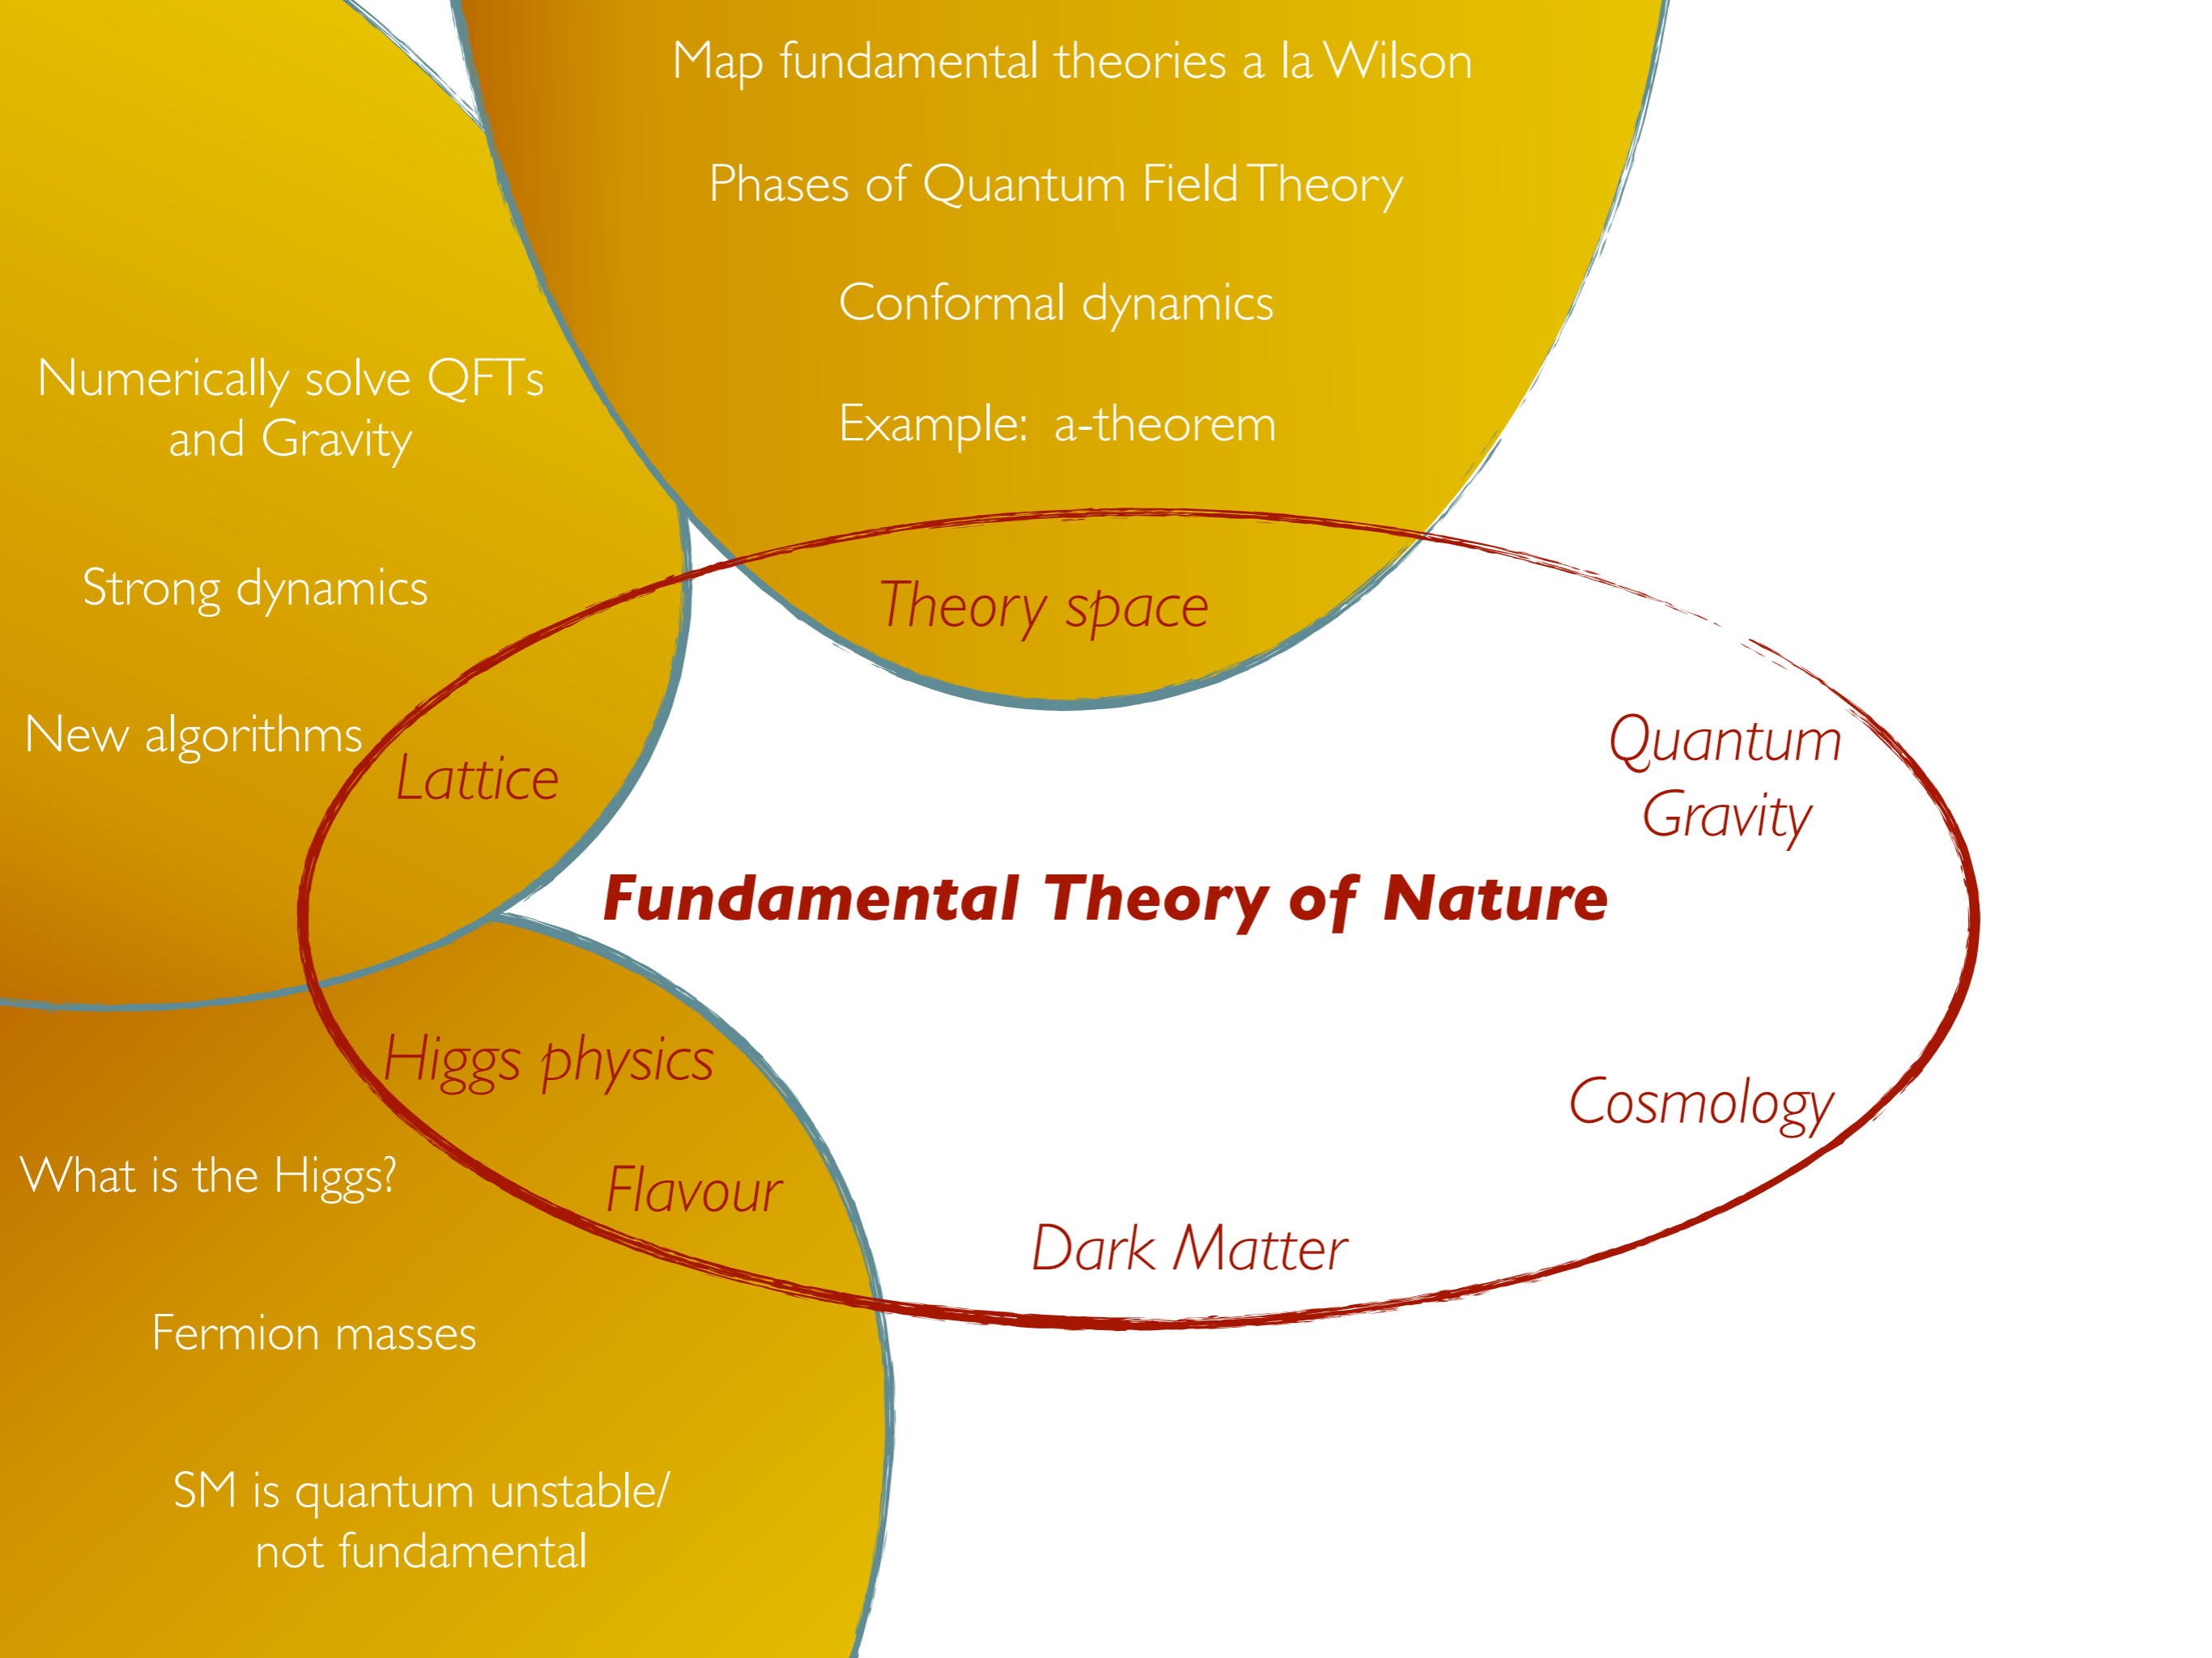 Map fundamental theories a la Wilson
Phases of Quantum Field Theory
Conformal dynamics
Example: a-theorem
Theory space
Numerically solve QFTs
and Gravity
Strong dynamics
New algorithms
Lattice
Quantum
Gravity
Fundamental Theory of Nature
Higgs physics
Flavour
Cosmology
Dark Matter
What is the Higgs?
Fermion masses
SM is quantum unstable/
not fundamental